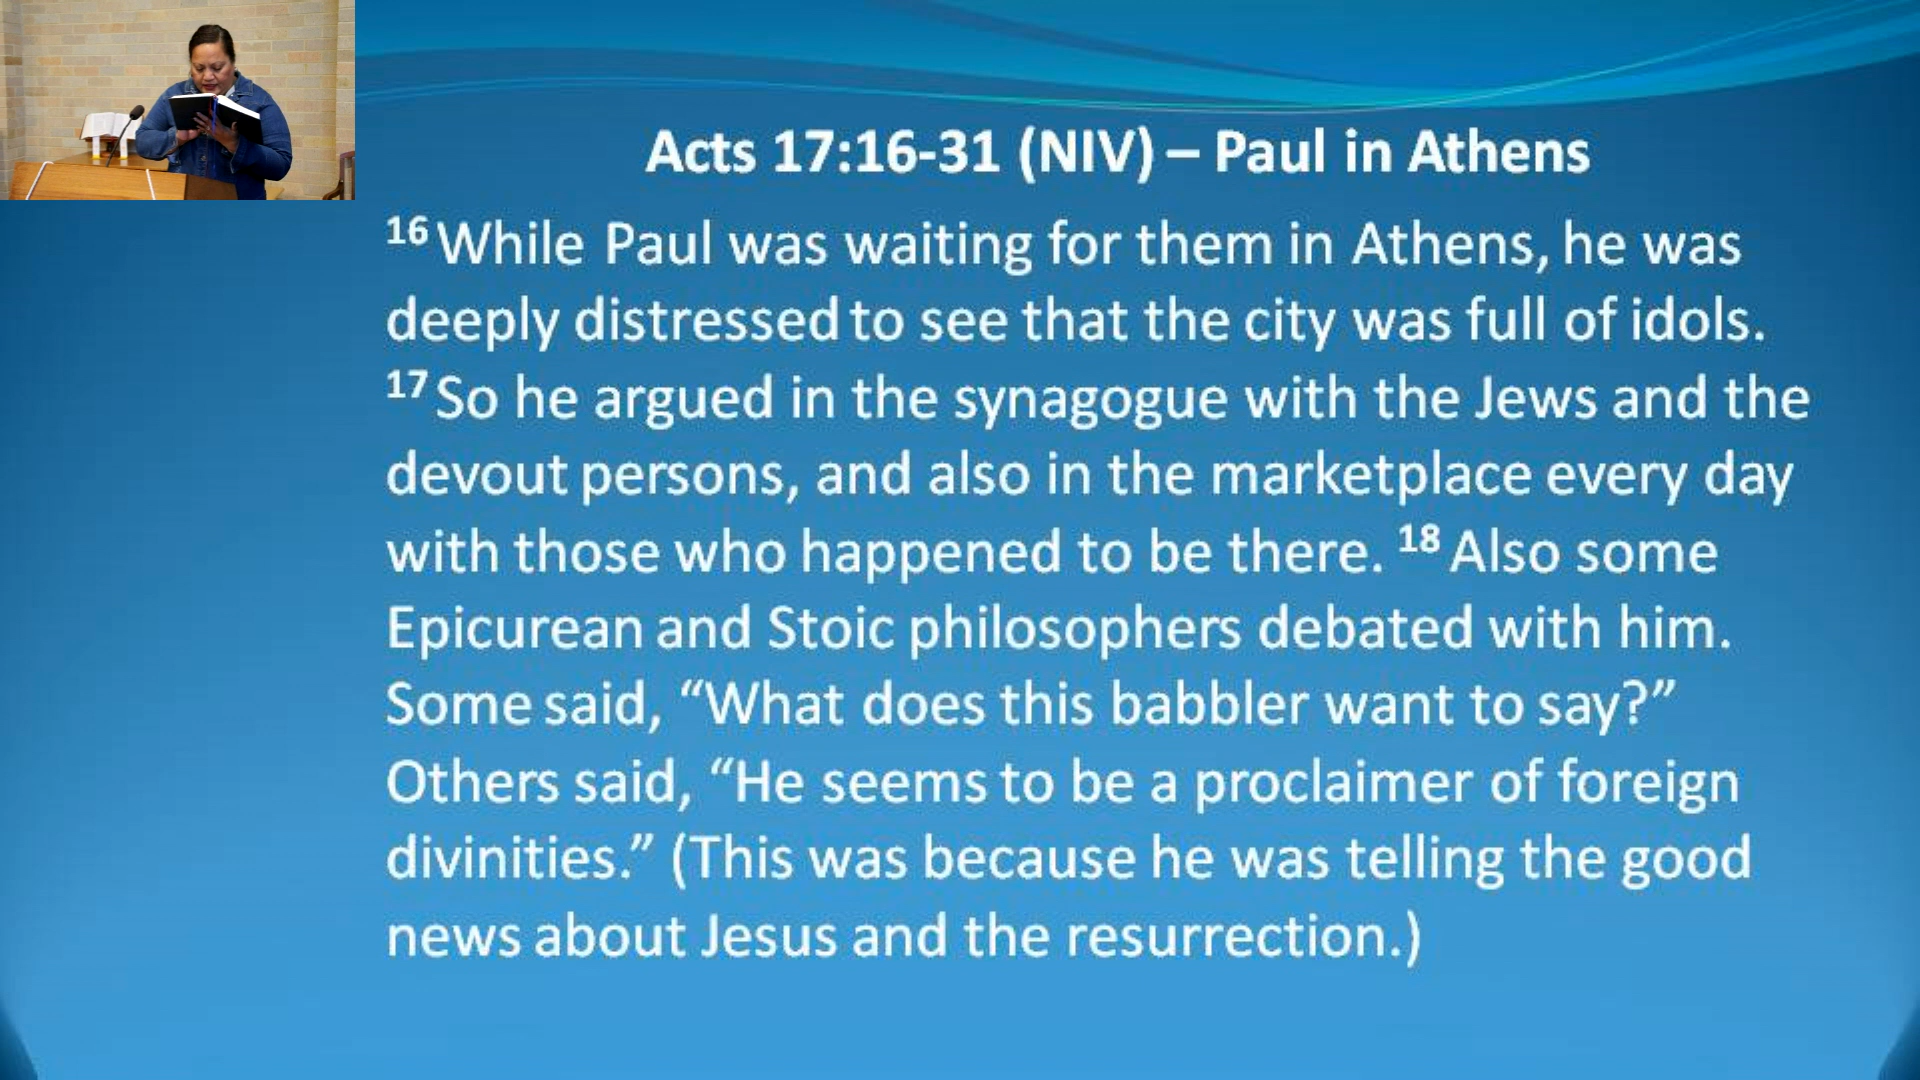 Acts 17:16-31 (NIV) – Paul in Athens
16 While Paul was waiting for them in Athens, he was
deeply distressed to see that the city was full of idols.
17 So he argued in the synagogue with the Jews and the
devout persons, and also in the marketplace every day
with those who happened to be there. 18 Also some
Epicurean and Stoic philosophers debated with him.
Some said, “What does this babbler want to say?”
Others said, “He seems to be a proclaimer of foreign
divinities.” (This was because he was telling the good
news about Jesus and the resurrection.)